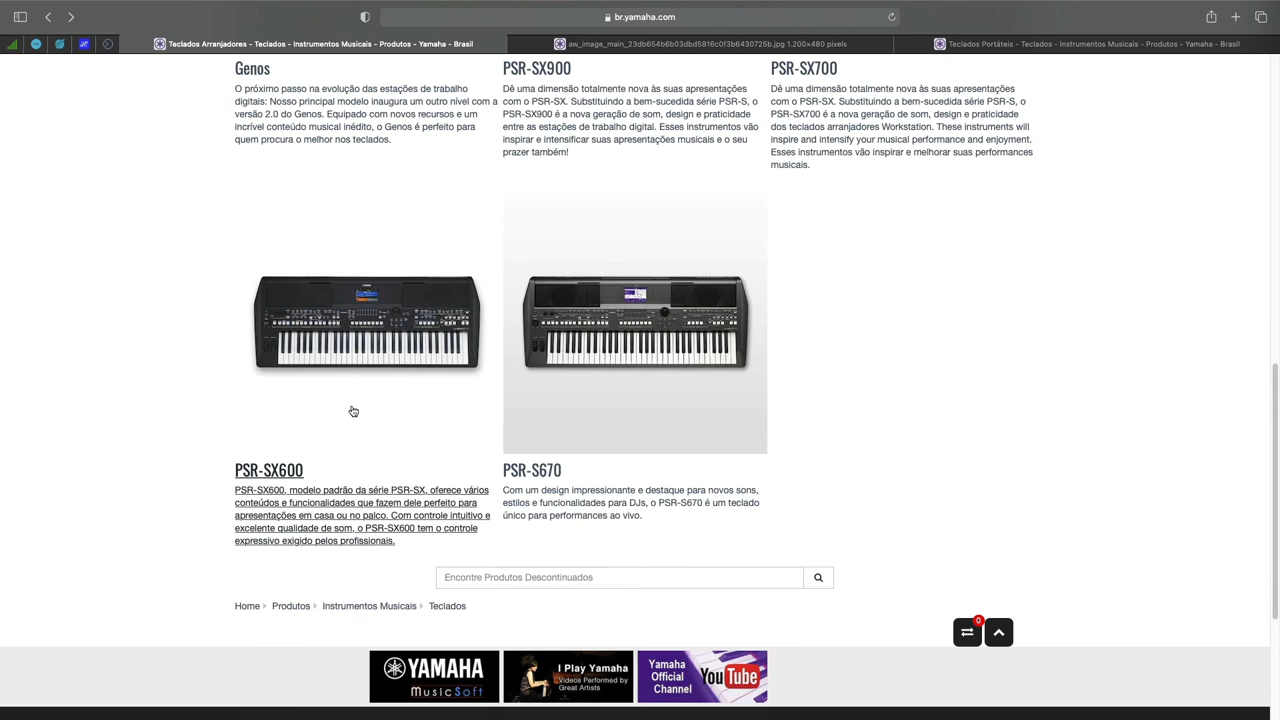 br.yamaha.com
Teclados Arranjadores - Teclados - Instrumentos Musicais - Produtos - Yamaha - Brasil
aw_image_main_23db654b6b03dbd5816c0f3b6430725b.jpg 1.200×480 pixels
Teclados Portáteis - Teclados - Instrumentos Musicais - Produtos - Yamaha - Brasil
Genos
O próximo passo na evolução das estações de trabalho
digitais: Nosso principal modelo inaugura um outro nível com a
versão 2.0 do Genos. Equipado com novos recursos e um
incrível conteúdo musical inédito, o Genos é perfeito para
quem procura o melhor nos teclados.
PSR-SX900
Dê uma dimensão totalmente nova às suas apresentações
com o PSR-SX. Substituindo a bem-sucedida série PSR-S, o
PSR-SX900 é a nova geração de som, design e praticidade
entre as estações de trabalho digital. Esses instrumentos vão
inspirar e intensificar suas apresentações musicais e o seu
prazer também!
PSR-SX700
Dê uma dimensão totalmente nova às suas apresentações
com o PSR-SX. Substituindo a bem-sucedida série PSR-S, o
PSR-SX700 é a nova geração de som, design e praticidade
dos teclados arranjadores Workstation. These instruments will
inspire and intensify your musical performance and enjoyment.
Esses instrumentos vão inspirar e melhorar suas performances
musicais.
PSR-SX600
PSR-SX600, modelo padrão da série PSR-SX, oferece vários
conteúdos e funcionalidades que fazem dele perfeito para
apresentações em casa ou no palco. Com controle intuitivo e
excelente qualidade de som, o PSR-SX600 tem o controle
expressivo exigido pelos profissionais.
PSR-S670
Com um design impressionante e destaque para novos sons,
estilos e funcionalidades para DJs, o PSR-S670 é um teclado
único para performances ao vivo.
Encontre Produtos Descontinuados
Home Produtos Instrumentos Musicais Teclados
0
YAMAHA
MusicSoft
I Play Yamaha
Videos Performed by
Great Artists
Yamaha
Official
Channel
YouTube